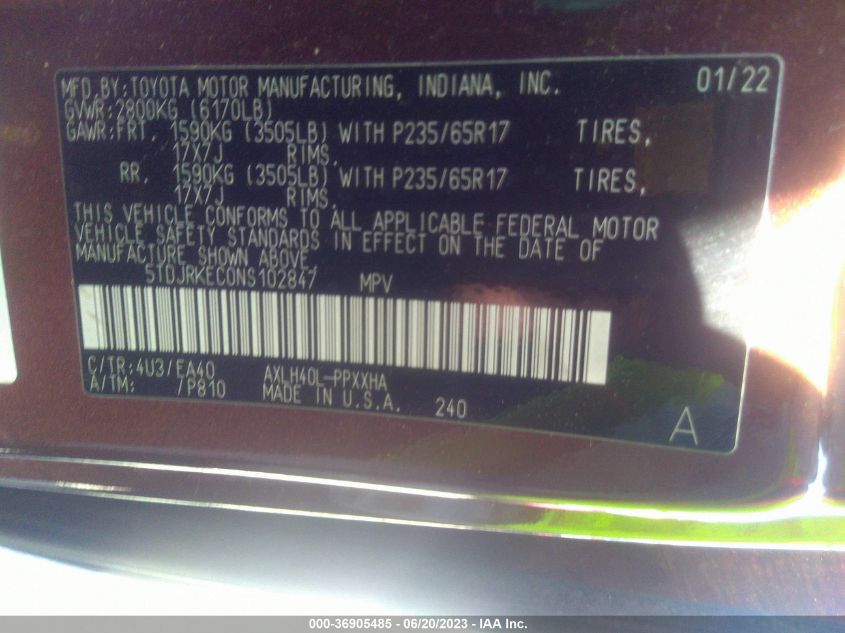 MFD.BY:TOYOTA MOTOR MANUFACTURING, INDIANA, INC. 01/22
GVWR:2800KG (6170LB)
GAWR:FRT. 1590KG (3505LB) WITH P235/65R17 TIRES,
17X7J RIMS.
RR. 1590KG (3505LB) WITH P235/65R17 TIRES,
17X7J RIMS.
THIS VEHICLE CONFORMS TO ALL APPLICABLE FEDERAL MOTOR
VEHICLE SAFETY STANDARDS IN EFFECT ON THE DATE OF
MANUFACTURE SHOWN ABOVE.
5TDJRKEC0NS102847 MPV
C/TR:4U3/EA40 AXLH40L-PPXXHA
A/TM: /P810 MADE IN U.S.A. 240
A
000-36905485 - 06/20/2023 - IAA Inc.